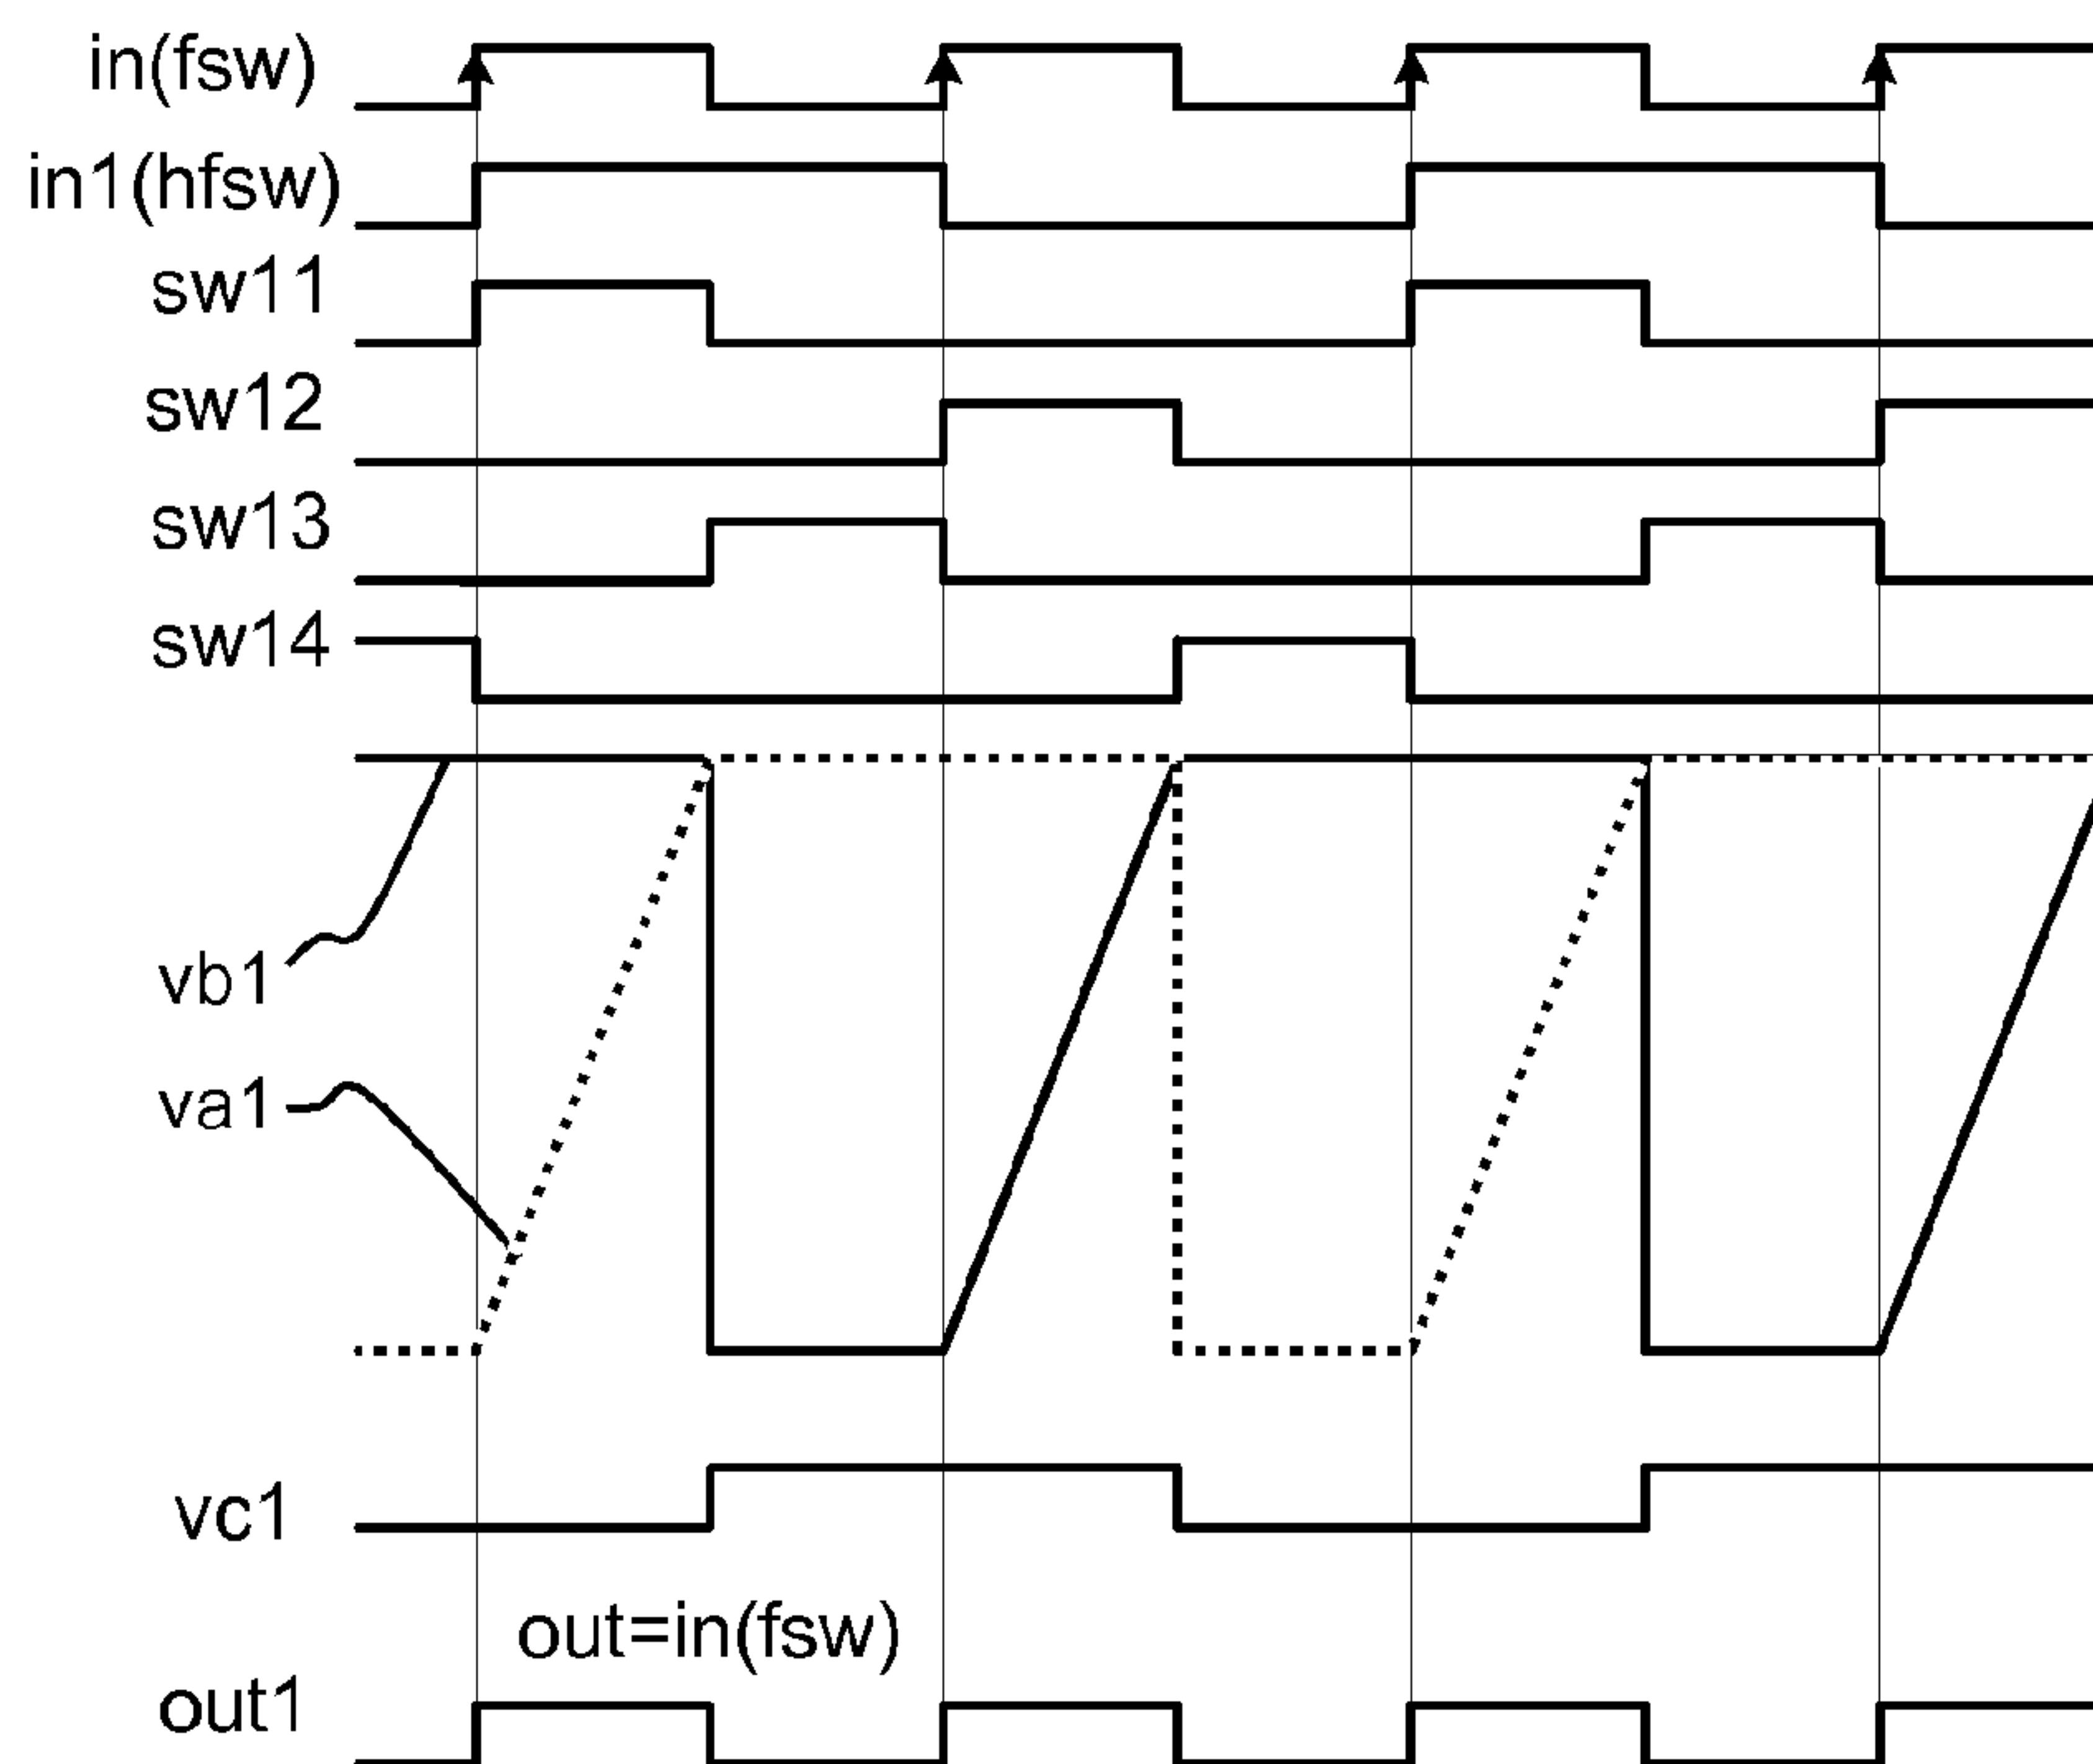 in(fsw)
in1(hfsw)
sw11
sw12
sw13
sw14
vb1
va1
vc1
out=in(fsw)
out1